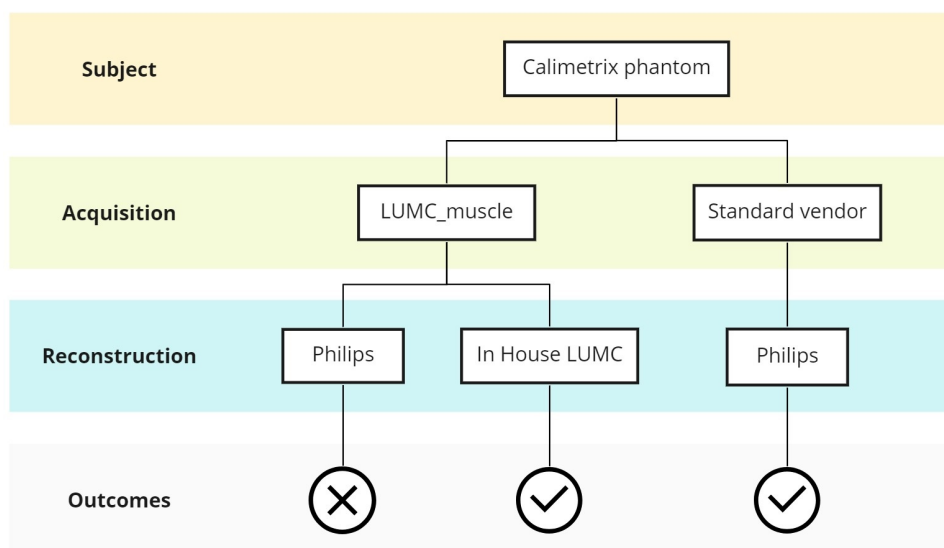 Subject
Calimetrix phantom
Acquisition
LUMC_muscle
Standard vendor
Reconstruction
Philips
In House LUMC
Philips
Outcomes